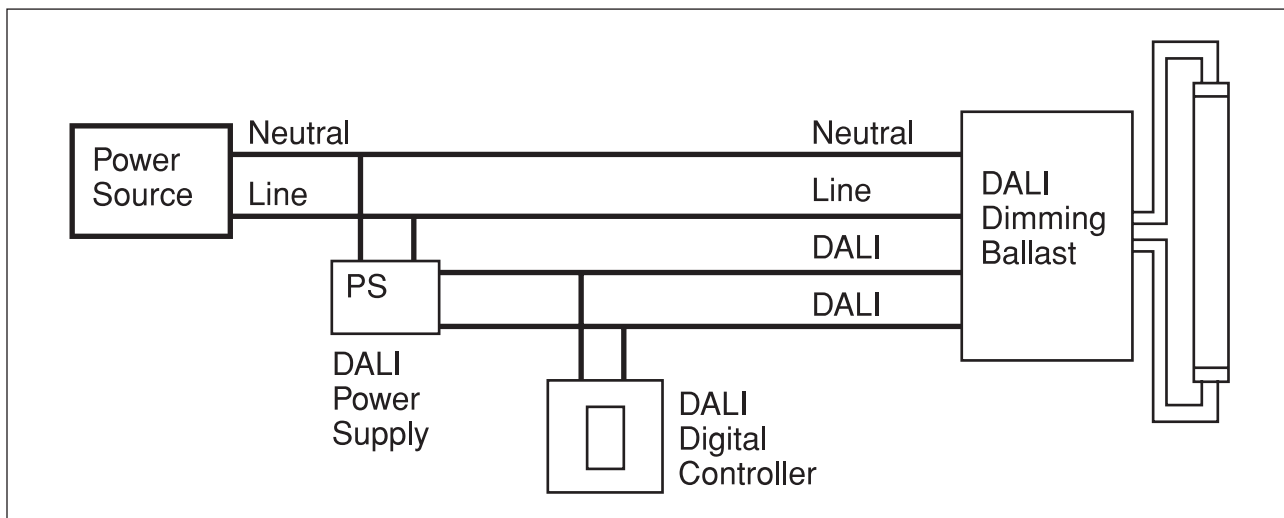 Neutral
Neutral
Power
Source
Line
Line
DALI
Dimming
Ballast
DALI
PS
DALI
DALI
Power
Supply
DALI
Digital
Controller